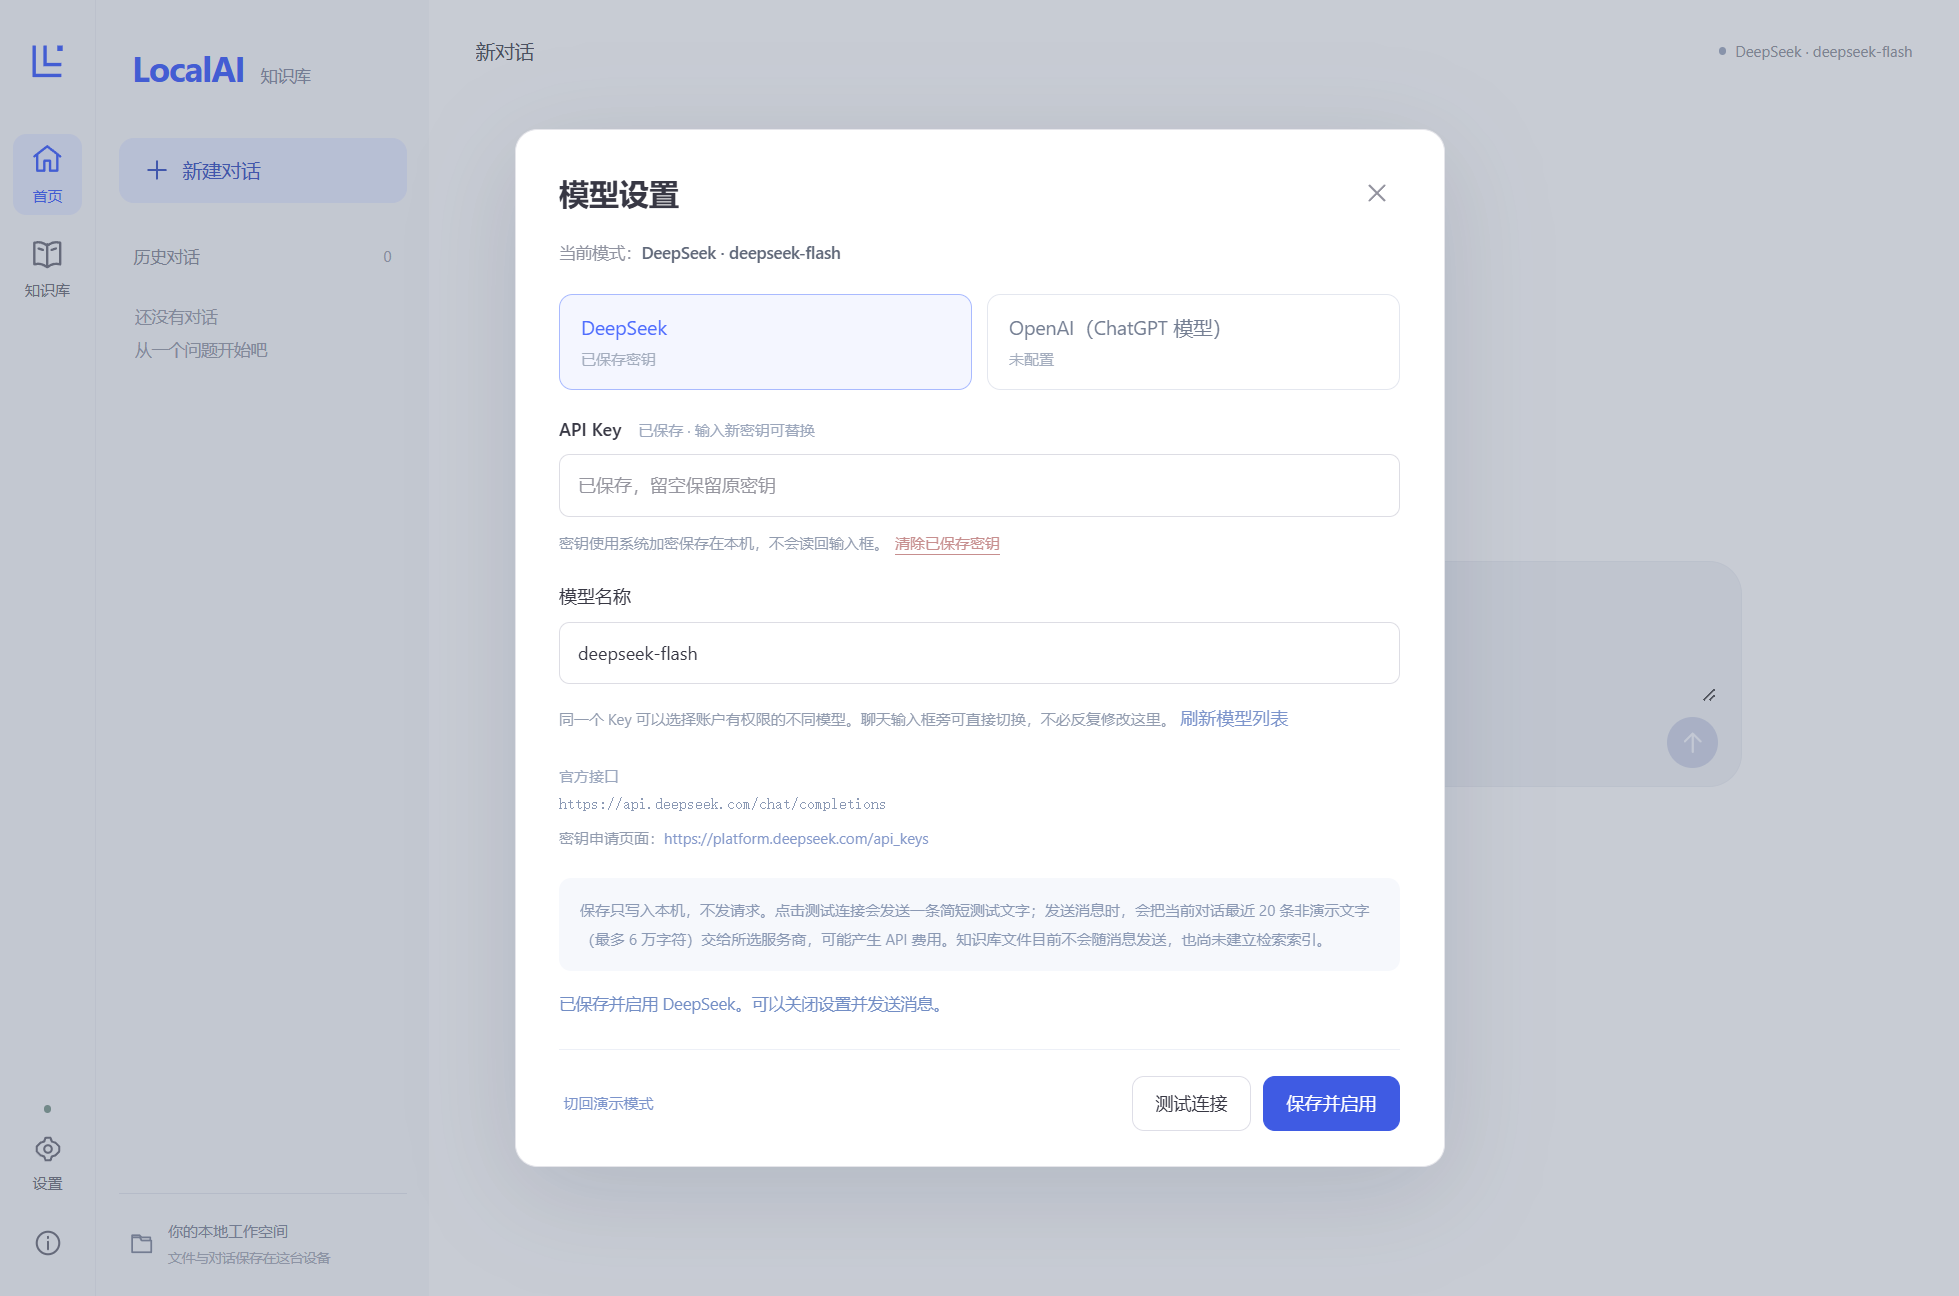 LocalAI 知识库
首页
知识库
新建对话
历史对话 0
还没有对话
从一个问题开始吧
设置
你的本地工作空间
文件与对话保存在这台设备
新对话
DeepSeek · deepseek-flash
模型设置
当前模式：DeepSeek · deepseek-flash
DeepSeek
已保存密钥
OpenAI（ChatGPT 模型）
未配置
API Key 已保存 · 输入新密钥可替换
已保存，留空保留原密钥
密钥使用系统加密保存在本机，不会读回输入框。 清除已保存密钥
模型名称
deepseek-flash
同一个 Key 可以选择账户有权限的不同模型。聊天输入框旁可直接切换，不必反复修改这里。 刷新模型列表
官方接口
https://api.deepseek.com/chat/completions
密钥申请页面：https://platform.deepseek.com/api_keys
保存只写入本机，不发请求。点击测试连接会发送一条简短测试文字；发送消息时，会把当前对话最近 20 条非演示文字
（最多 6 万字符）交给所选服务商，可能产生 API 费用。知识库文件目前不会随消息发送，也尚未建立检索索引。
已保存并启用 DeepSeek。可以关闭设置并发送消息。
切回演示模式
测试连接
保存并启用